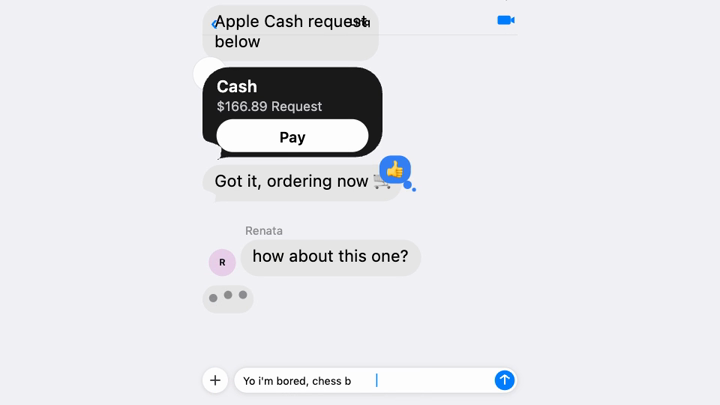 Apple Cash request
below
Cash
$166.89 Request
Pay
Got it, ordering now
Renata
R
how about this one?
Yo i'm bored, chess b